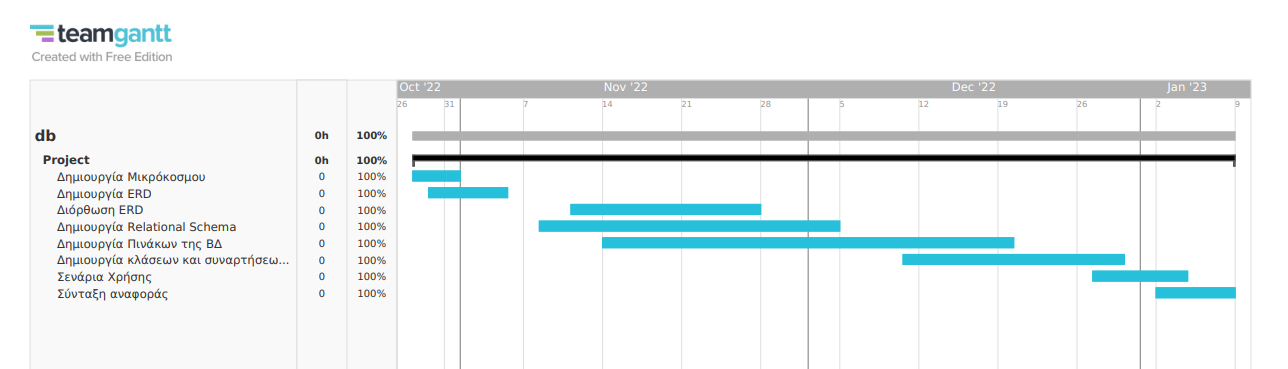 teamgantt
Created with Free Edition
Oct '22 Nov '22 Dec '22 Jan '23
26 31 7 14 21 28 5 12 19 26 2 9
db 0h 100%
Project 0h 100%
Δημιουργία Μικρόκοσμου 0 100%
Δημιουργία ERD 0 100%
Διόρθωση ERD 0 100%
Δημιουργία Relational Schema 0 100%
Δημιουργία Πινάκων της ΒΔ 0 100%
Δημιουργία κλάσεων και συναρτήσεω... 0 100%
Σενάρια Χρήσης 0 100%
Σύνταξη αναφοράς 0 100%